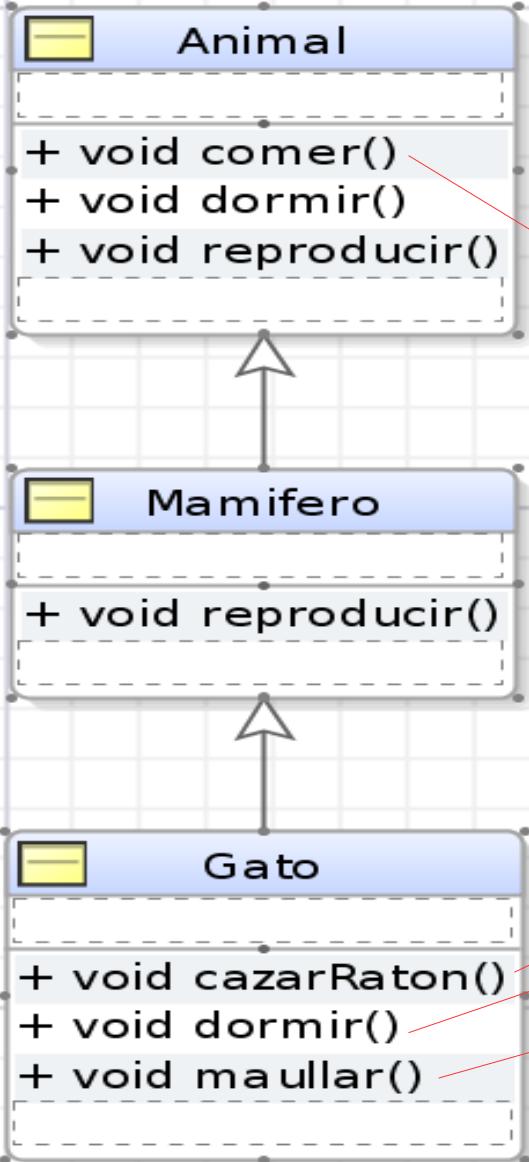 Animal
+ void comer()
+ void dormir()
+ void reproducir()
Mamifero
+ void reproducir()
Gato
+ void cazarRaton()
+ void dormir()
+ void maullar()